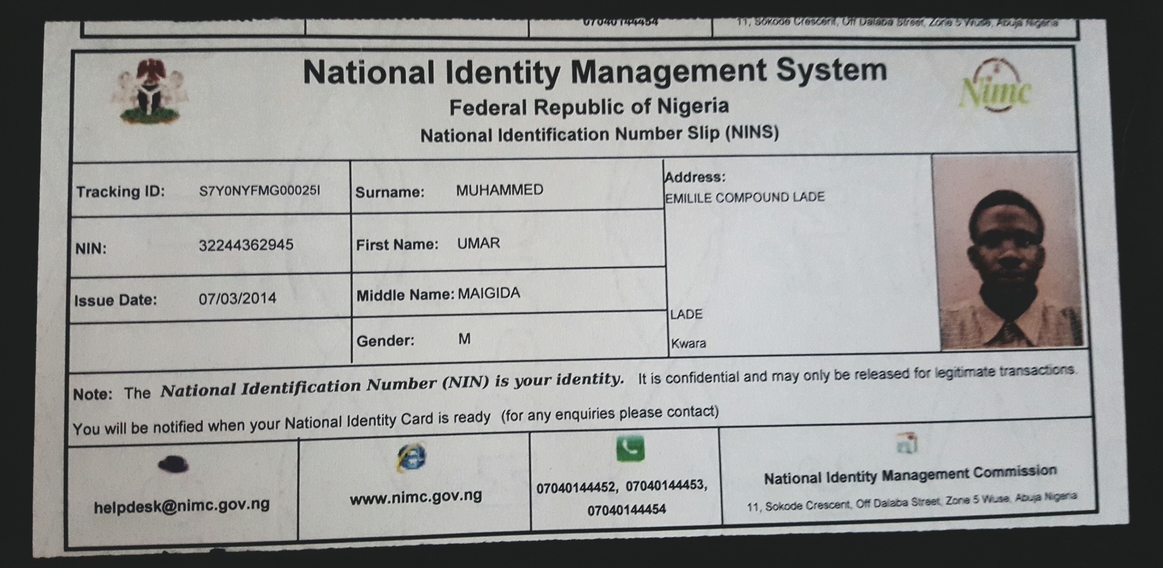 07040144454
11, Sokode Crescent, Off Dalaba Street, Zone 5 Wuse, Abuja Nigeria
National Identity Management System
Federal Republic of Nigeria
National Identification Number Slip (NINS)
Nimc
Tracking ID: S7Y0NYFMG00025I
Surname: MUHAMMED
Address:
EMILILE COMPOUND LADE
NIN: 32244362945
First Name: UMAR
Issue Date: 07/03/2014
Middle Name: MAIGIDA
LADE
Gender: M
Kwara
Note: The National Identification Number (NIN) is your identity. It is confidential and may only be released for legitimate transactions.
You will be notified when your National Identity Card is ready (for any enquiries please contact)
helpdesk@nimc.gov.ng
www.nimc.gov.ng
07040144452, 07040144453,
07040144454
National Identity Management Commission
11, Sokode Crescent, Off Dalaba Street, Zone 5 Wuse, Abuja Nigeria